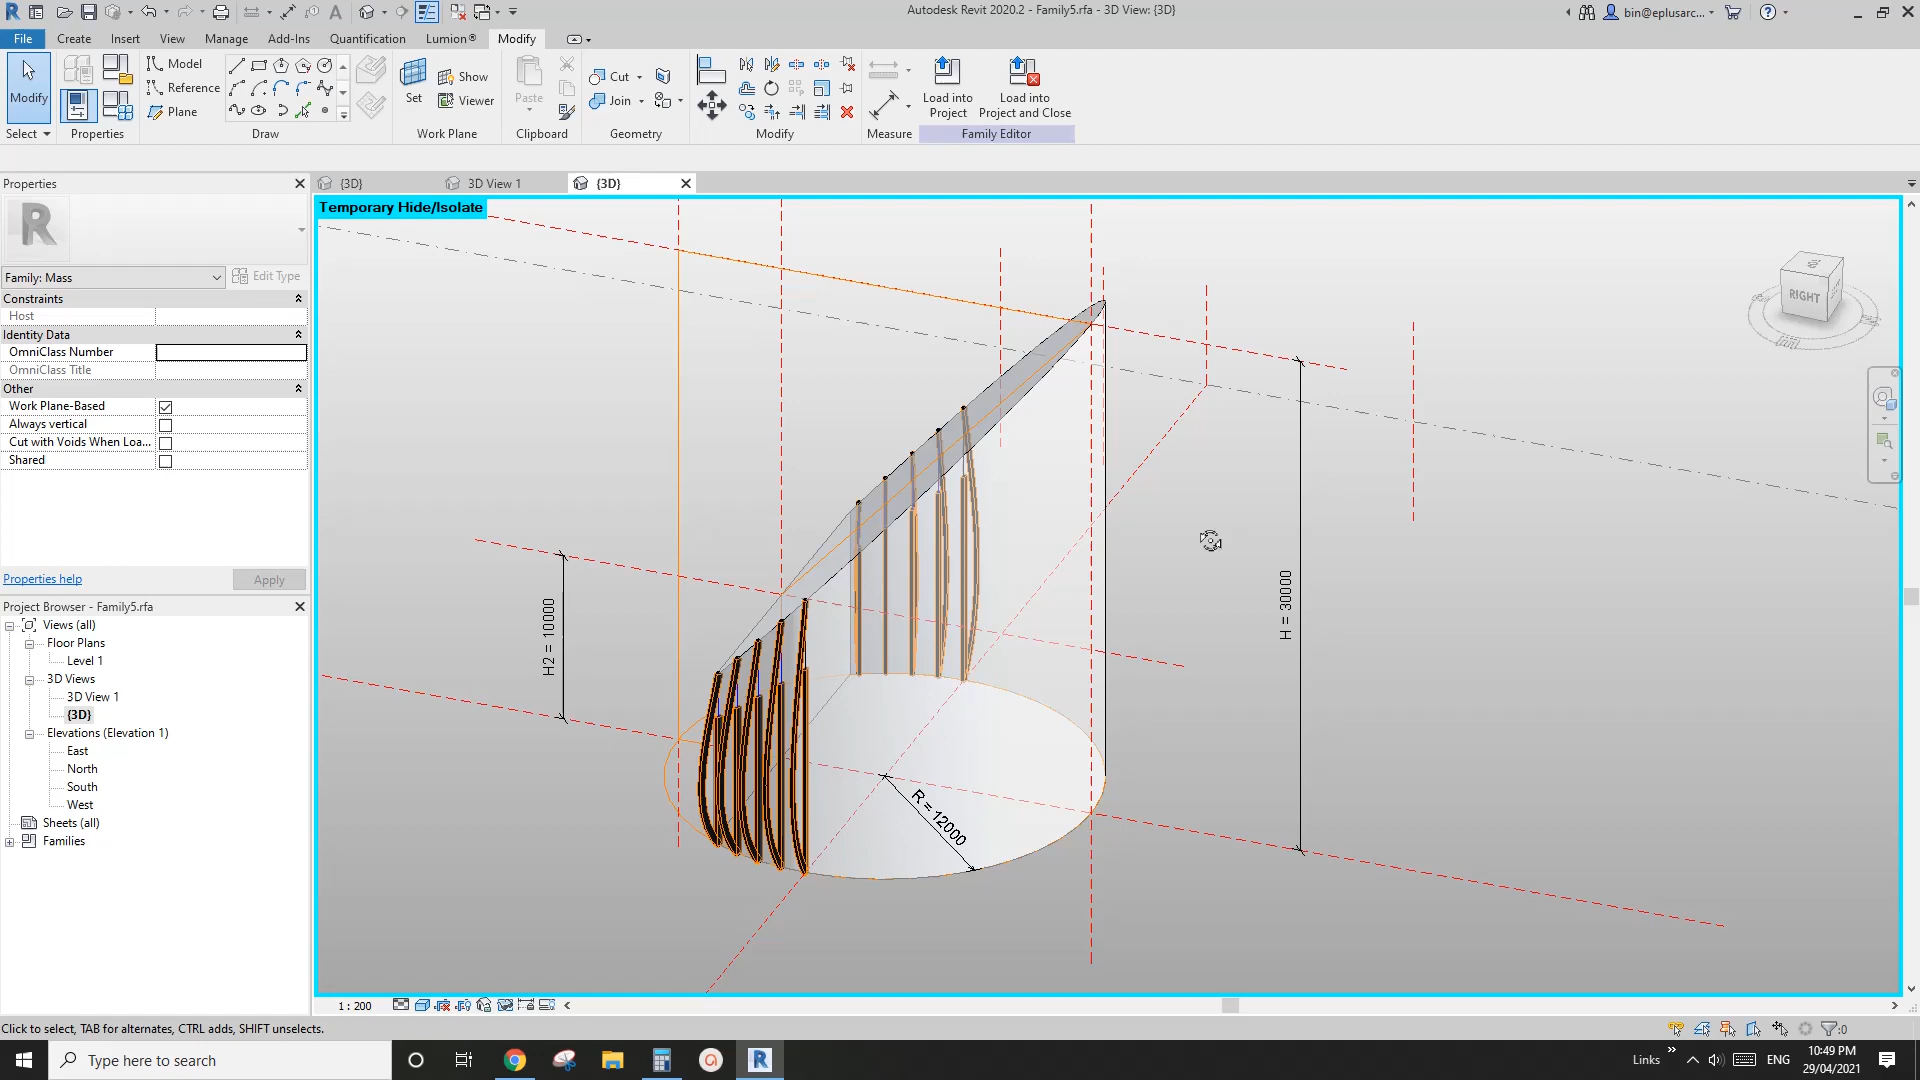 Autodesk Revit 2020.2 - Family5.rfa - 3D View: {3D}
bin@eplusarc...
File Create Insert View Manage Add-Ins Quantification Lumion® Modify
Modify
Model
Reference
Plane
Set
Show
Viewer
Paste
Cut
Join
Load into
Project
Load into
Project and Close
Select Properties Draw Work Plane Clipboard Geometry Modify Measure Family Editor
Properties
{3D}
3D View 1
{3D}
Temporary Hide/Isolate
R
Family: Mass
Edit Type
Constraints
Host
Identity Data
OmniClass Number
OmniClass Title
Other
Work Plane-Based
Always vertical
Cut with Voids When Loa...
Shared
Properties help
Apply
Project Browser - Family5.rfa
Views (all)
Floor Plans
Level 1
3D Views
3D View 1
{3D}
Elevations (Elevation 1)
East
North
South
West
Sheets (all)
Families
H2 = 10000
H = 30000
R = 12000
RIGHT
1 : 200
Click to select, TAB for alternates, CTRL adds, SHIFT unselects.
:0
Type here to search
Links
ENG
10:49 PM
29/04/2021